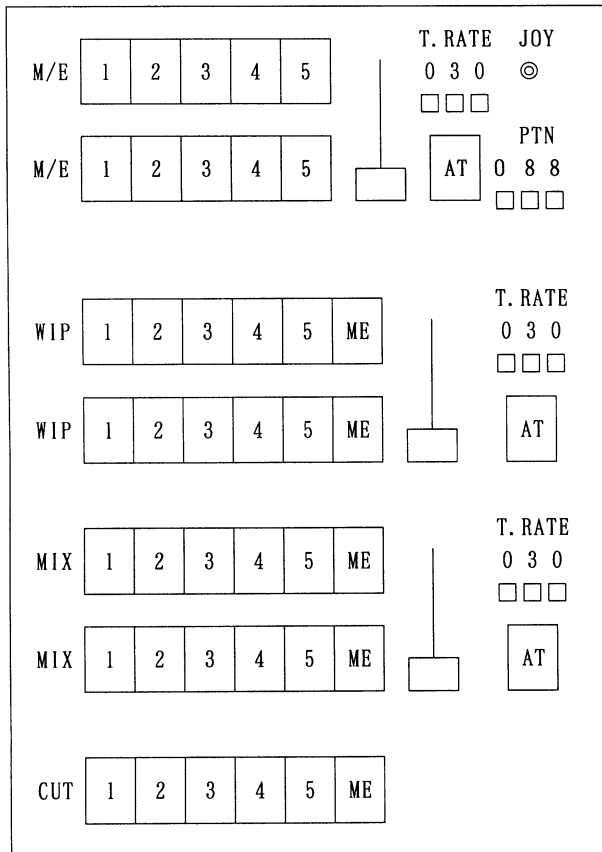 T. RATE JOY
M/E 1 2 3 4 5 0 3 0
PTN
M/E 1 2 3 4 5 AT 0 8 8
T. RATE
WIP 1 2 3 4 5 ME 0 3 0
WIP 1 2 3 4 5 ME AT
T. RATE
MIX 1 2 3 4 5 ME 0 3 0
MIX 1 2 3 4 5 ME AT
CUT 1 2 3 4 5 ME